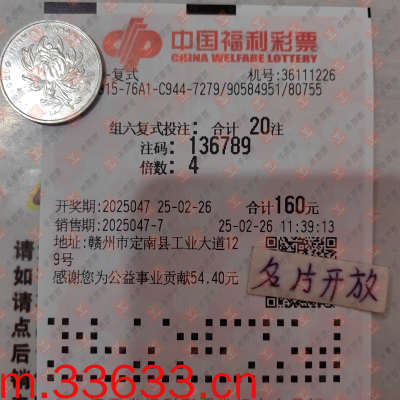 中国福利彩票
CHINA WELFARE LOTTERY
-复式
机号:36111226
615-76A1-C944-7279/90584951/80755
组六复式投注: 合计 20注
注码: 136789
倍数: 4
开奖期:2025047 25-02-26 合计160元
销售期:2025047-7 25-02-26 11:39:13
地址:赣州市定南县工业大道12
9号
感谢您为公益事业贡献54.40元
名片开放
请
如
请
点
后
m.33633.cn